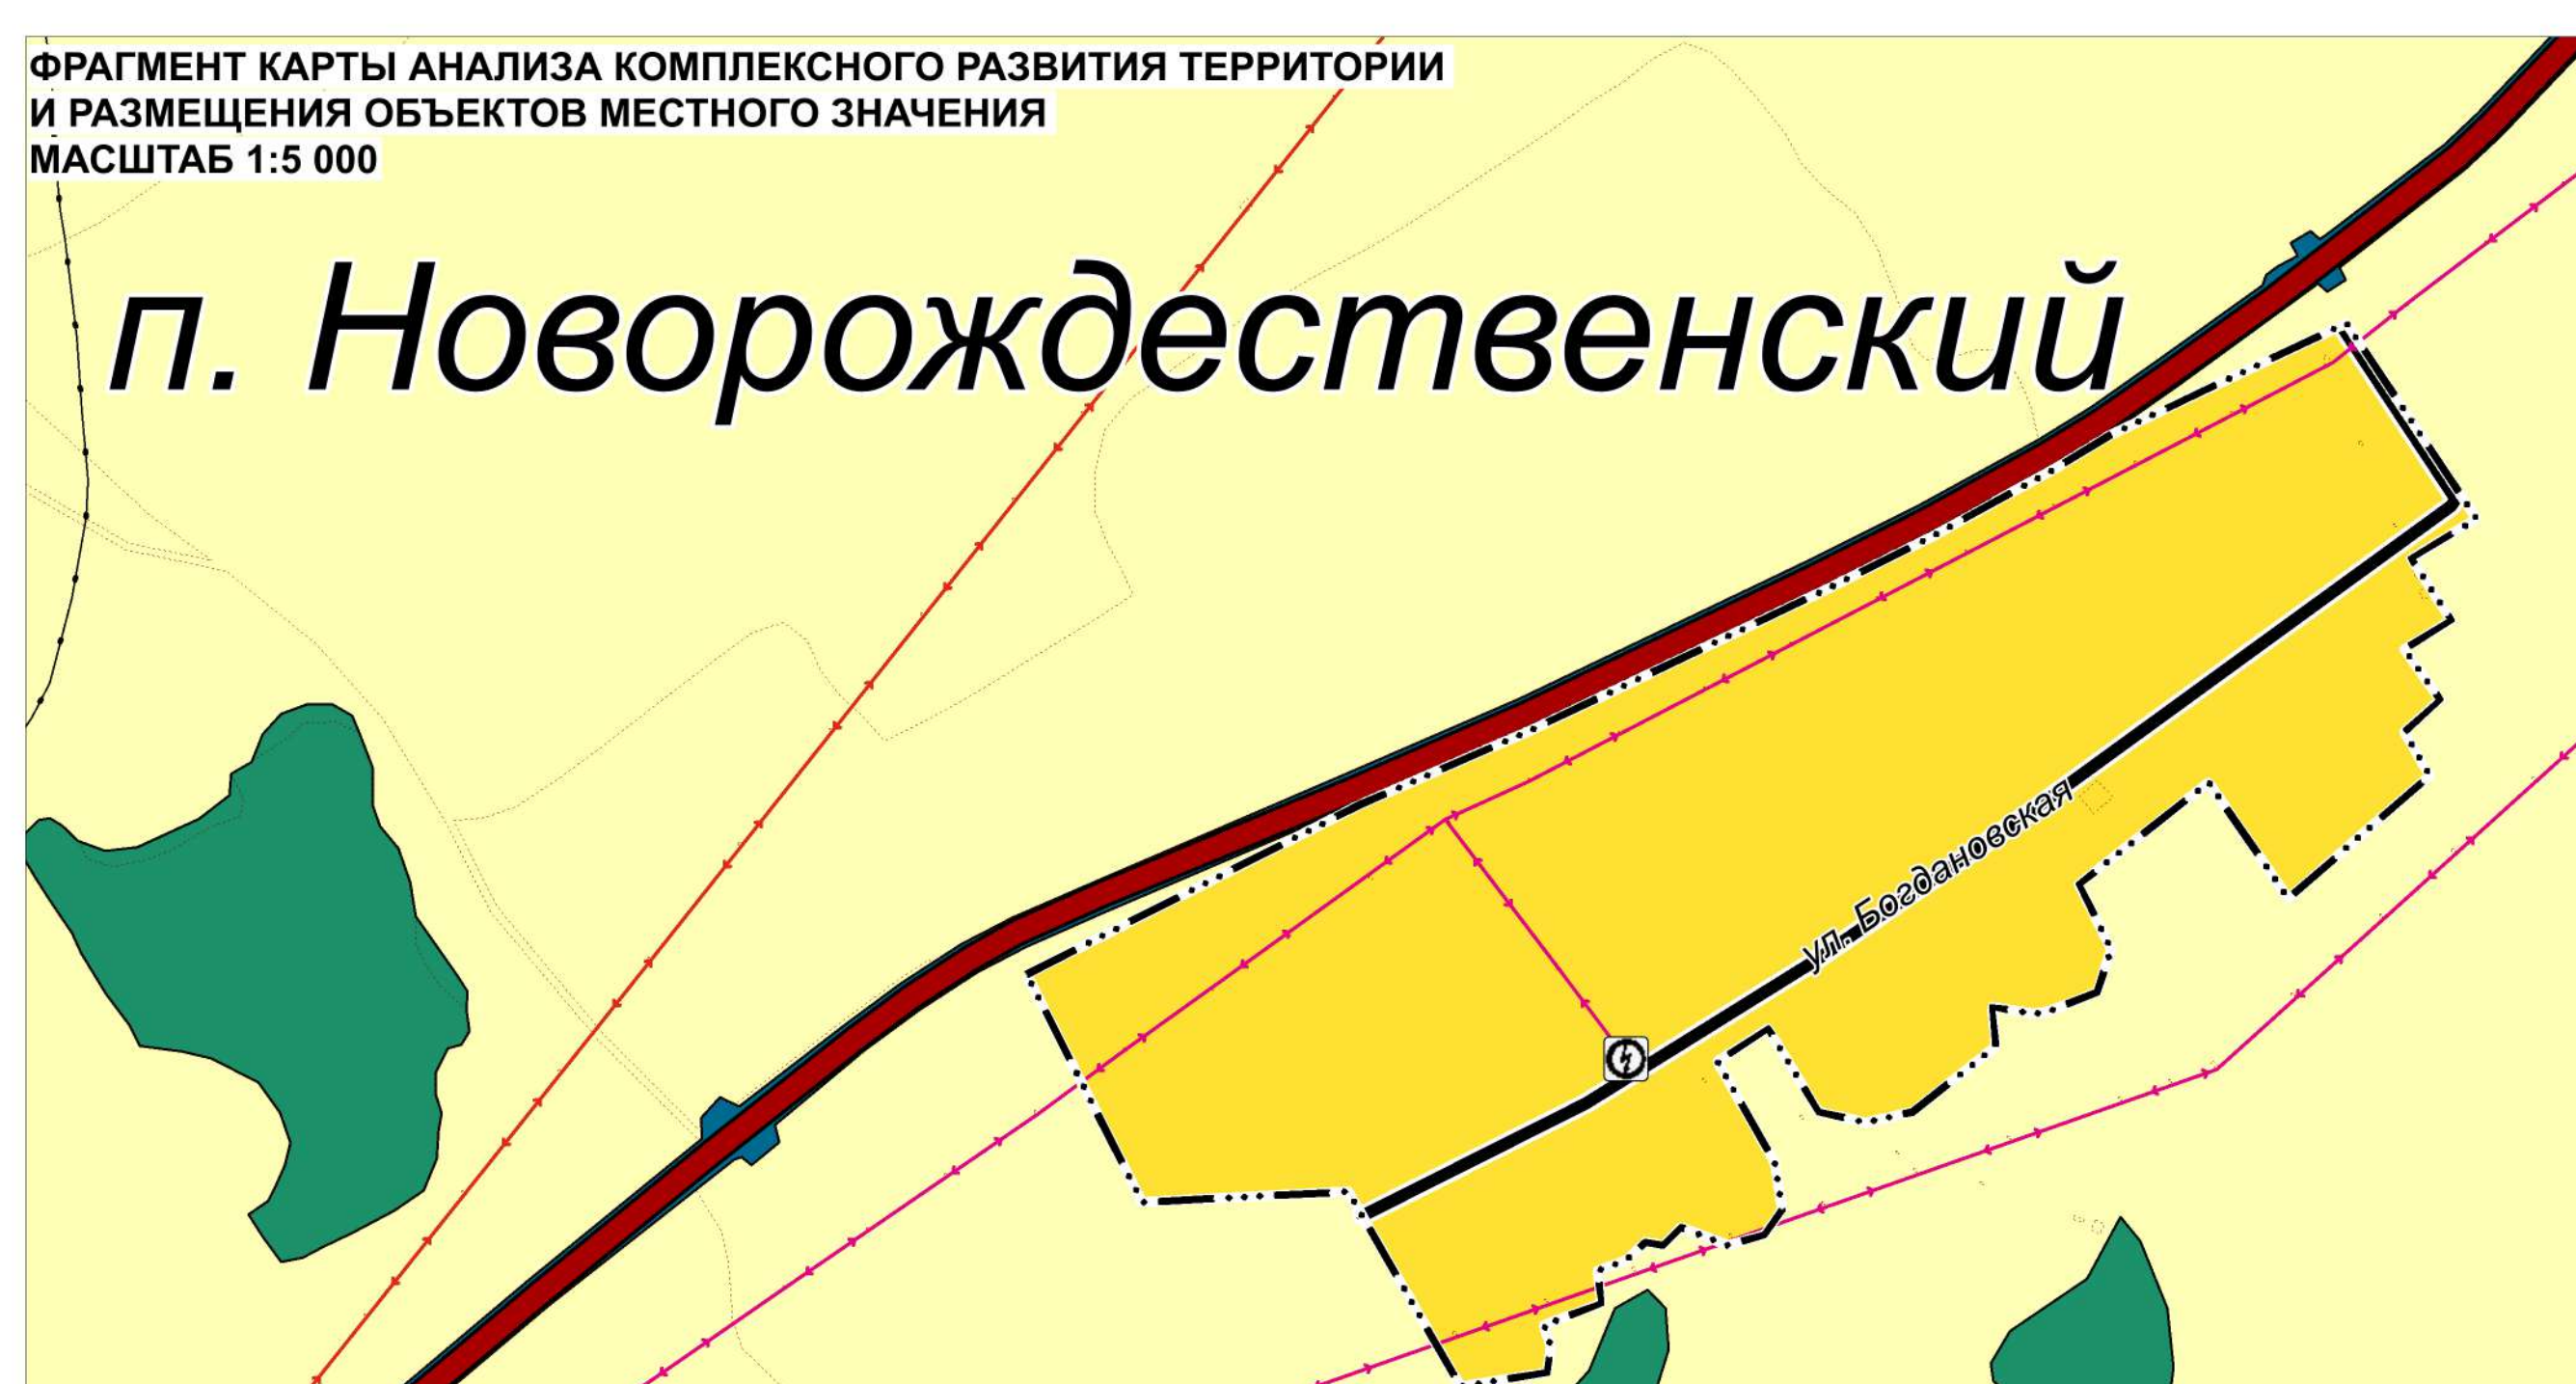 ФРАГМЕНТ КАРТЫ АНАЛИЗА КОМПЛЕКСНОГО РАЗВИТИЯ ТЕРРИТОРИИ
И РАЗМЕЩЕНИЯ ОБЪЕКТОВ МЕСТНОГО ЗНАЧЕНИЯ
МАСШТАБ 1:5 000
п. Новорождественский
ул. Богдановская